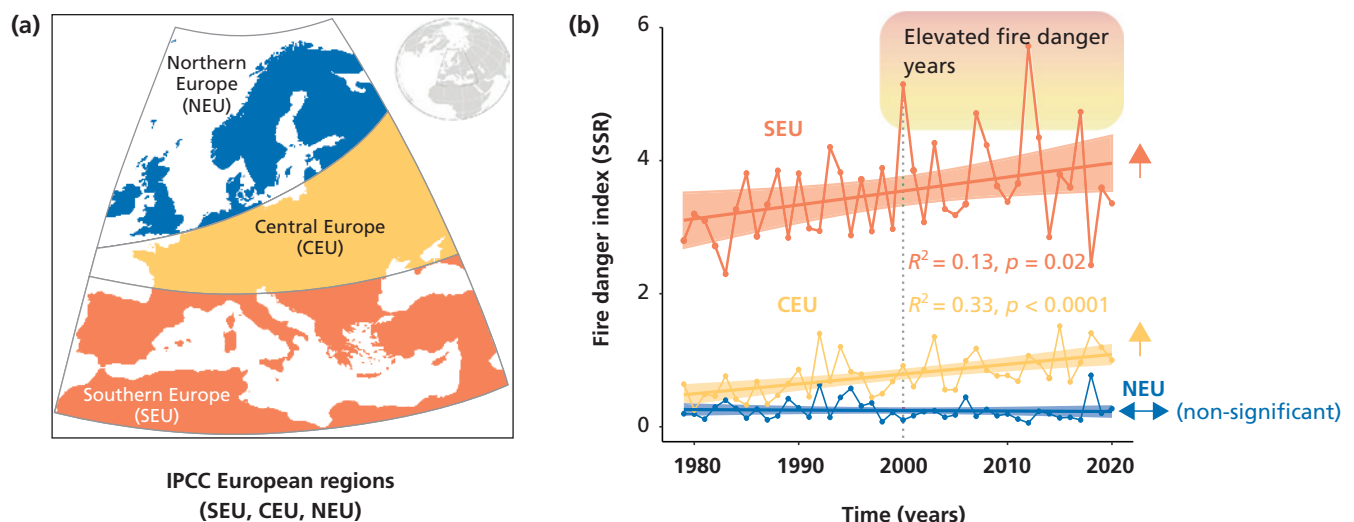 (a)
Northern
Europe
(NEU)
Central Europe
(CEU)
Southern Europe
(SEU)
IPCC European regions
(SEU, CEU, NEU)
(b)
Fire danger index (SSR)
6
4
2
0
Elevated fire danger
years
SEU
R² = 0.13, p = 0.02
R² = 0.33, p < 0.0001
CEU
NEU
(non-significant)
1980
1990
2000
2010
2020
Time (years)